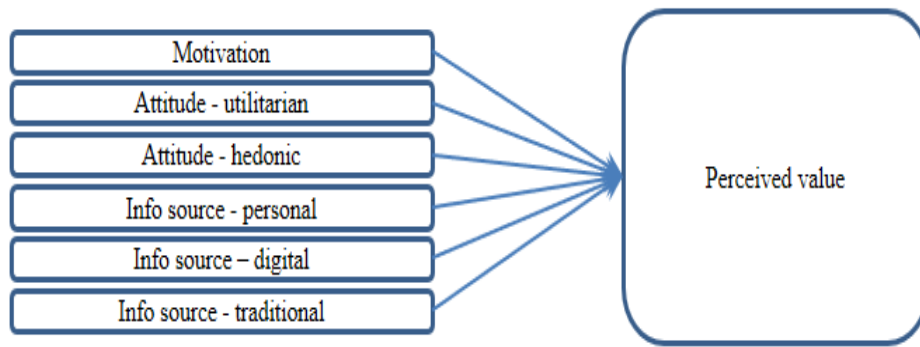 Motivation
Attitude - utilitarian
Attitude - hedonic
Info source - personal
Info source – digital
Info source - traditional
Perceived value